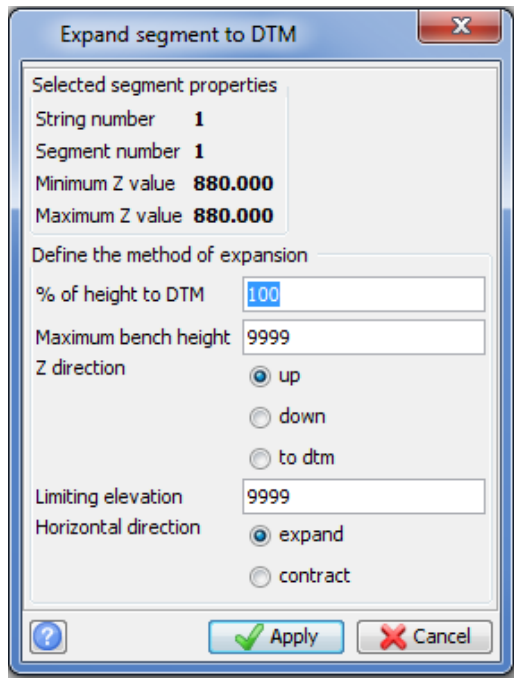 Expand segment to DTM
Selected segment properties
String number 1
Segment number 1
Minimum Z value 880.000
Maximum Z value 880.000
Define the method of expansion
% of height to DTM 100
Maximum bench height 9999
Z direction up
down
to dtm
Limiting elevation 9999
Horizontal direction expand
contract
? Apply Cancel